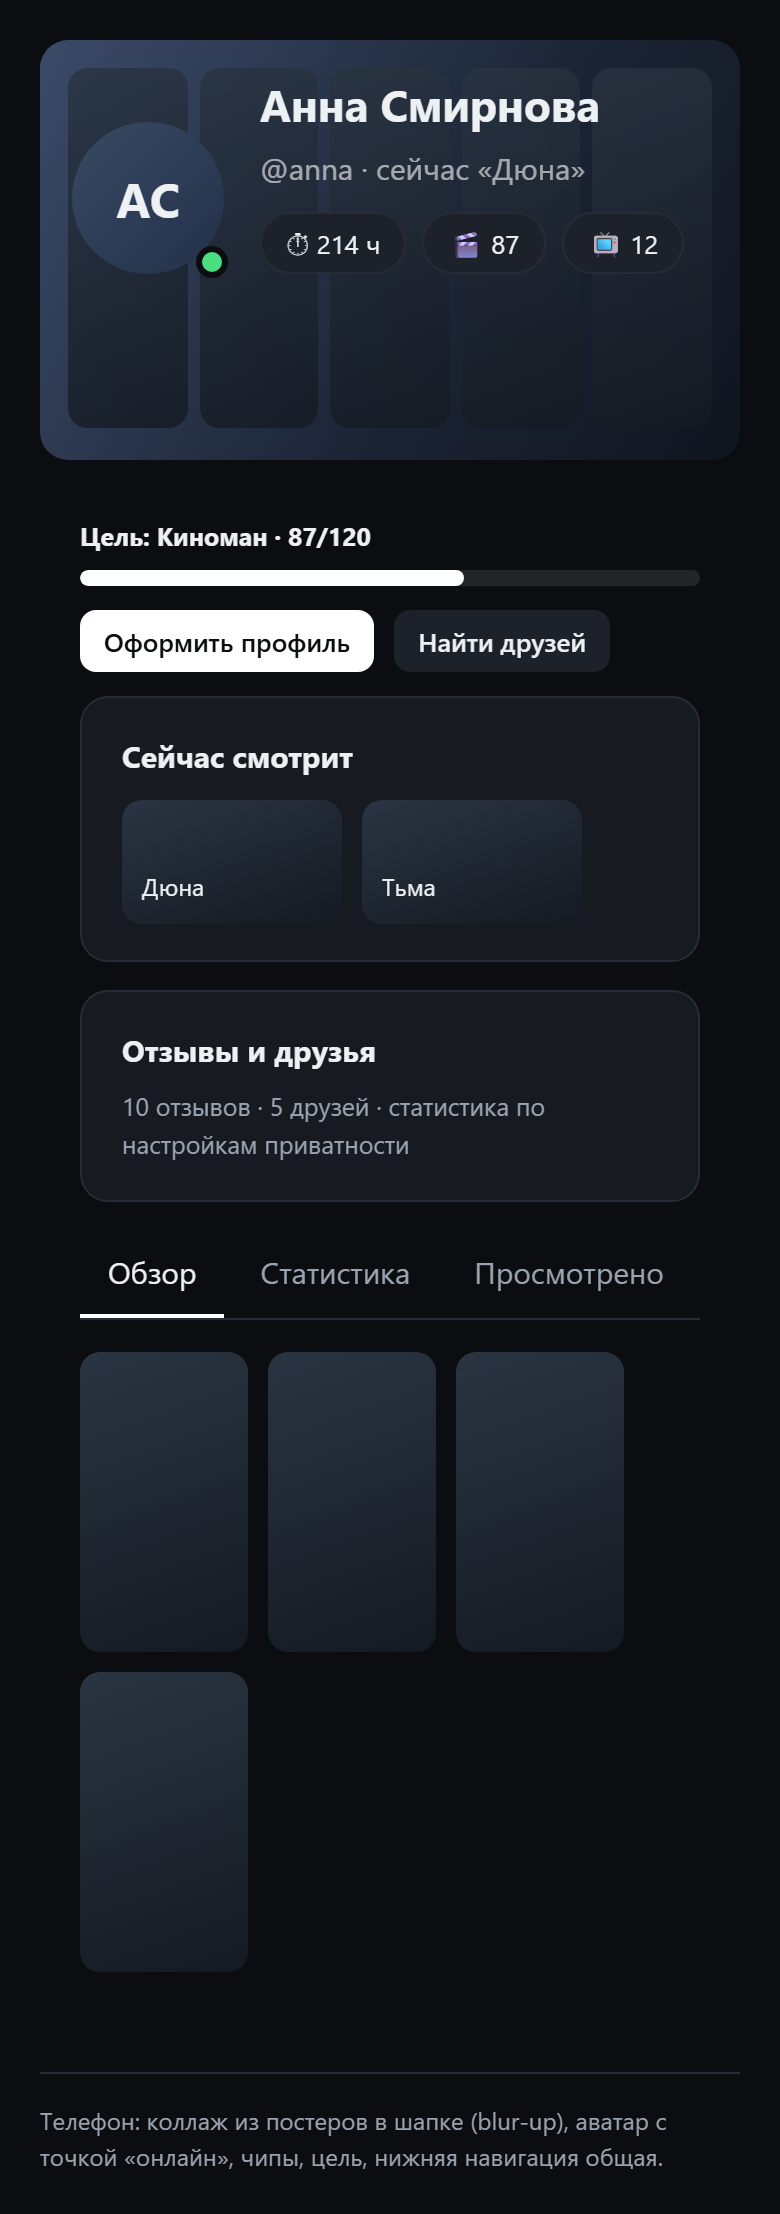 Анна Смирнова
АС
@anna · сейчас «Дюна»
⏱ 214 ч
🎬 87
📺 12
Цель: Киноман · 87/120
Оформить профиль
Найти друзей
Сейчас смотрит
Дюна
Тьма
Отзывы и друзья
10 отзывов · 5 друзей · статистика по
настройкам приватности
Обзор
Статистика
Просмотрено
Телефон: коллаж из постеров в шапке (blur-up), аватар с
точкой «онлайн», чипы, цель, нижняя навигация общая.